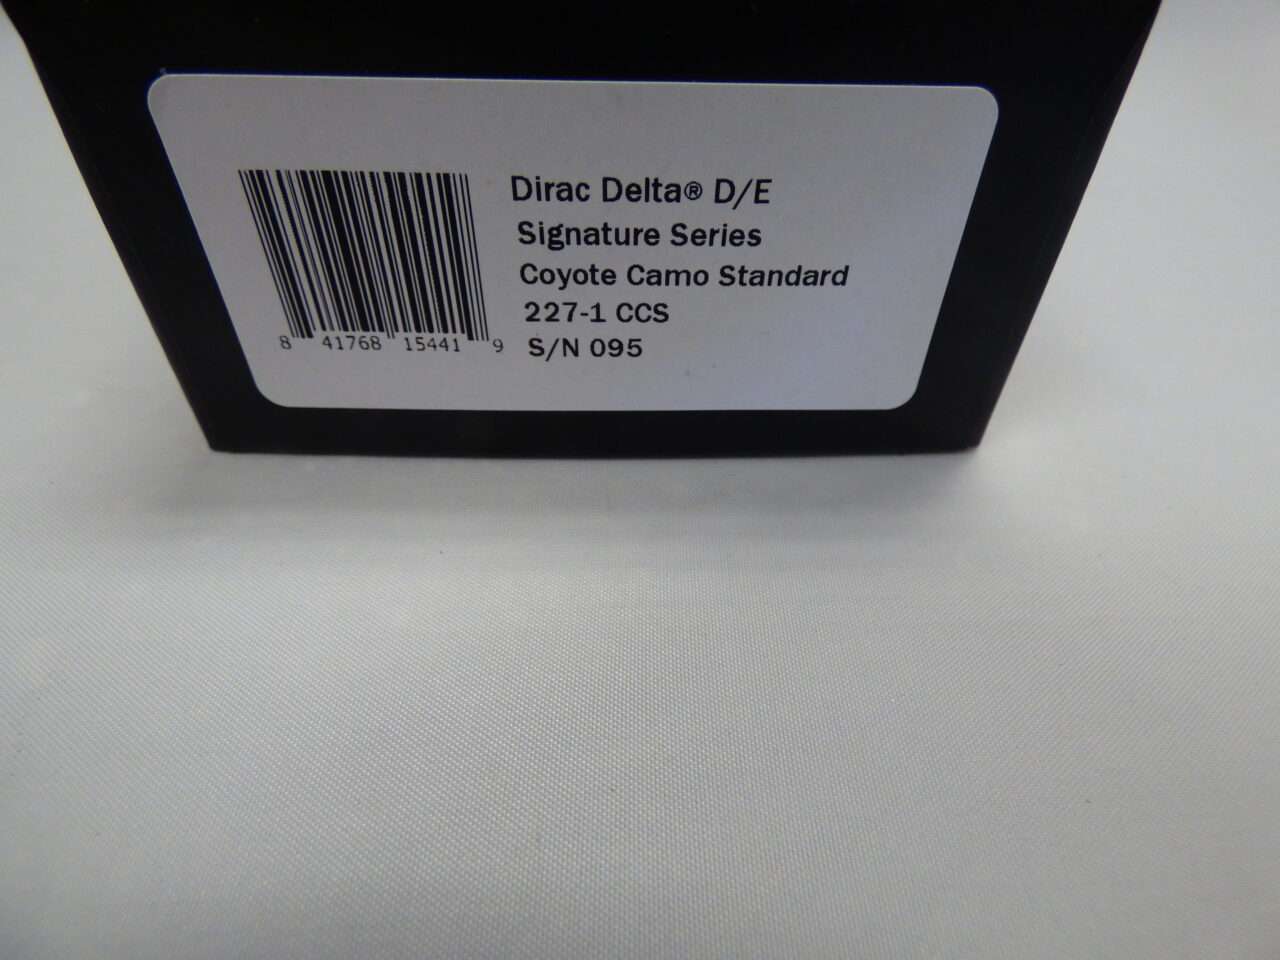 Dirac Delta® D/E
Signature Series
Coyote Camo Standard
227-1 CCS
S/N 095
8 41768 15441 9